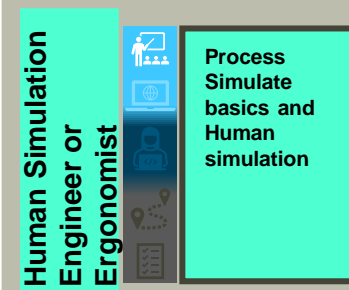 Human Simulation
Engineer or
Ergonomist
Process
Simulate
basics and
Human
simulation